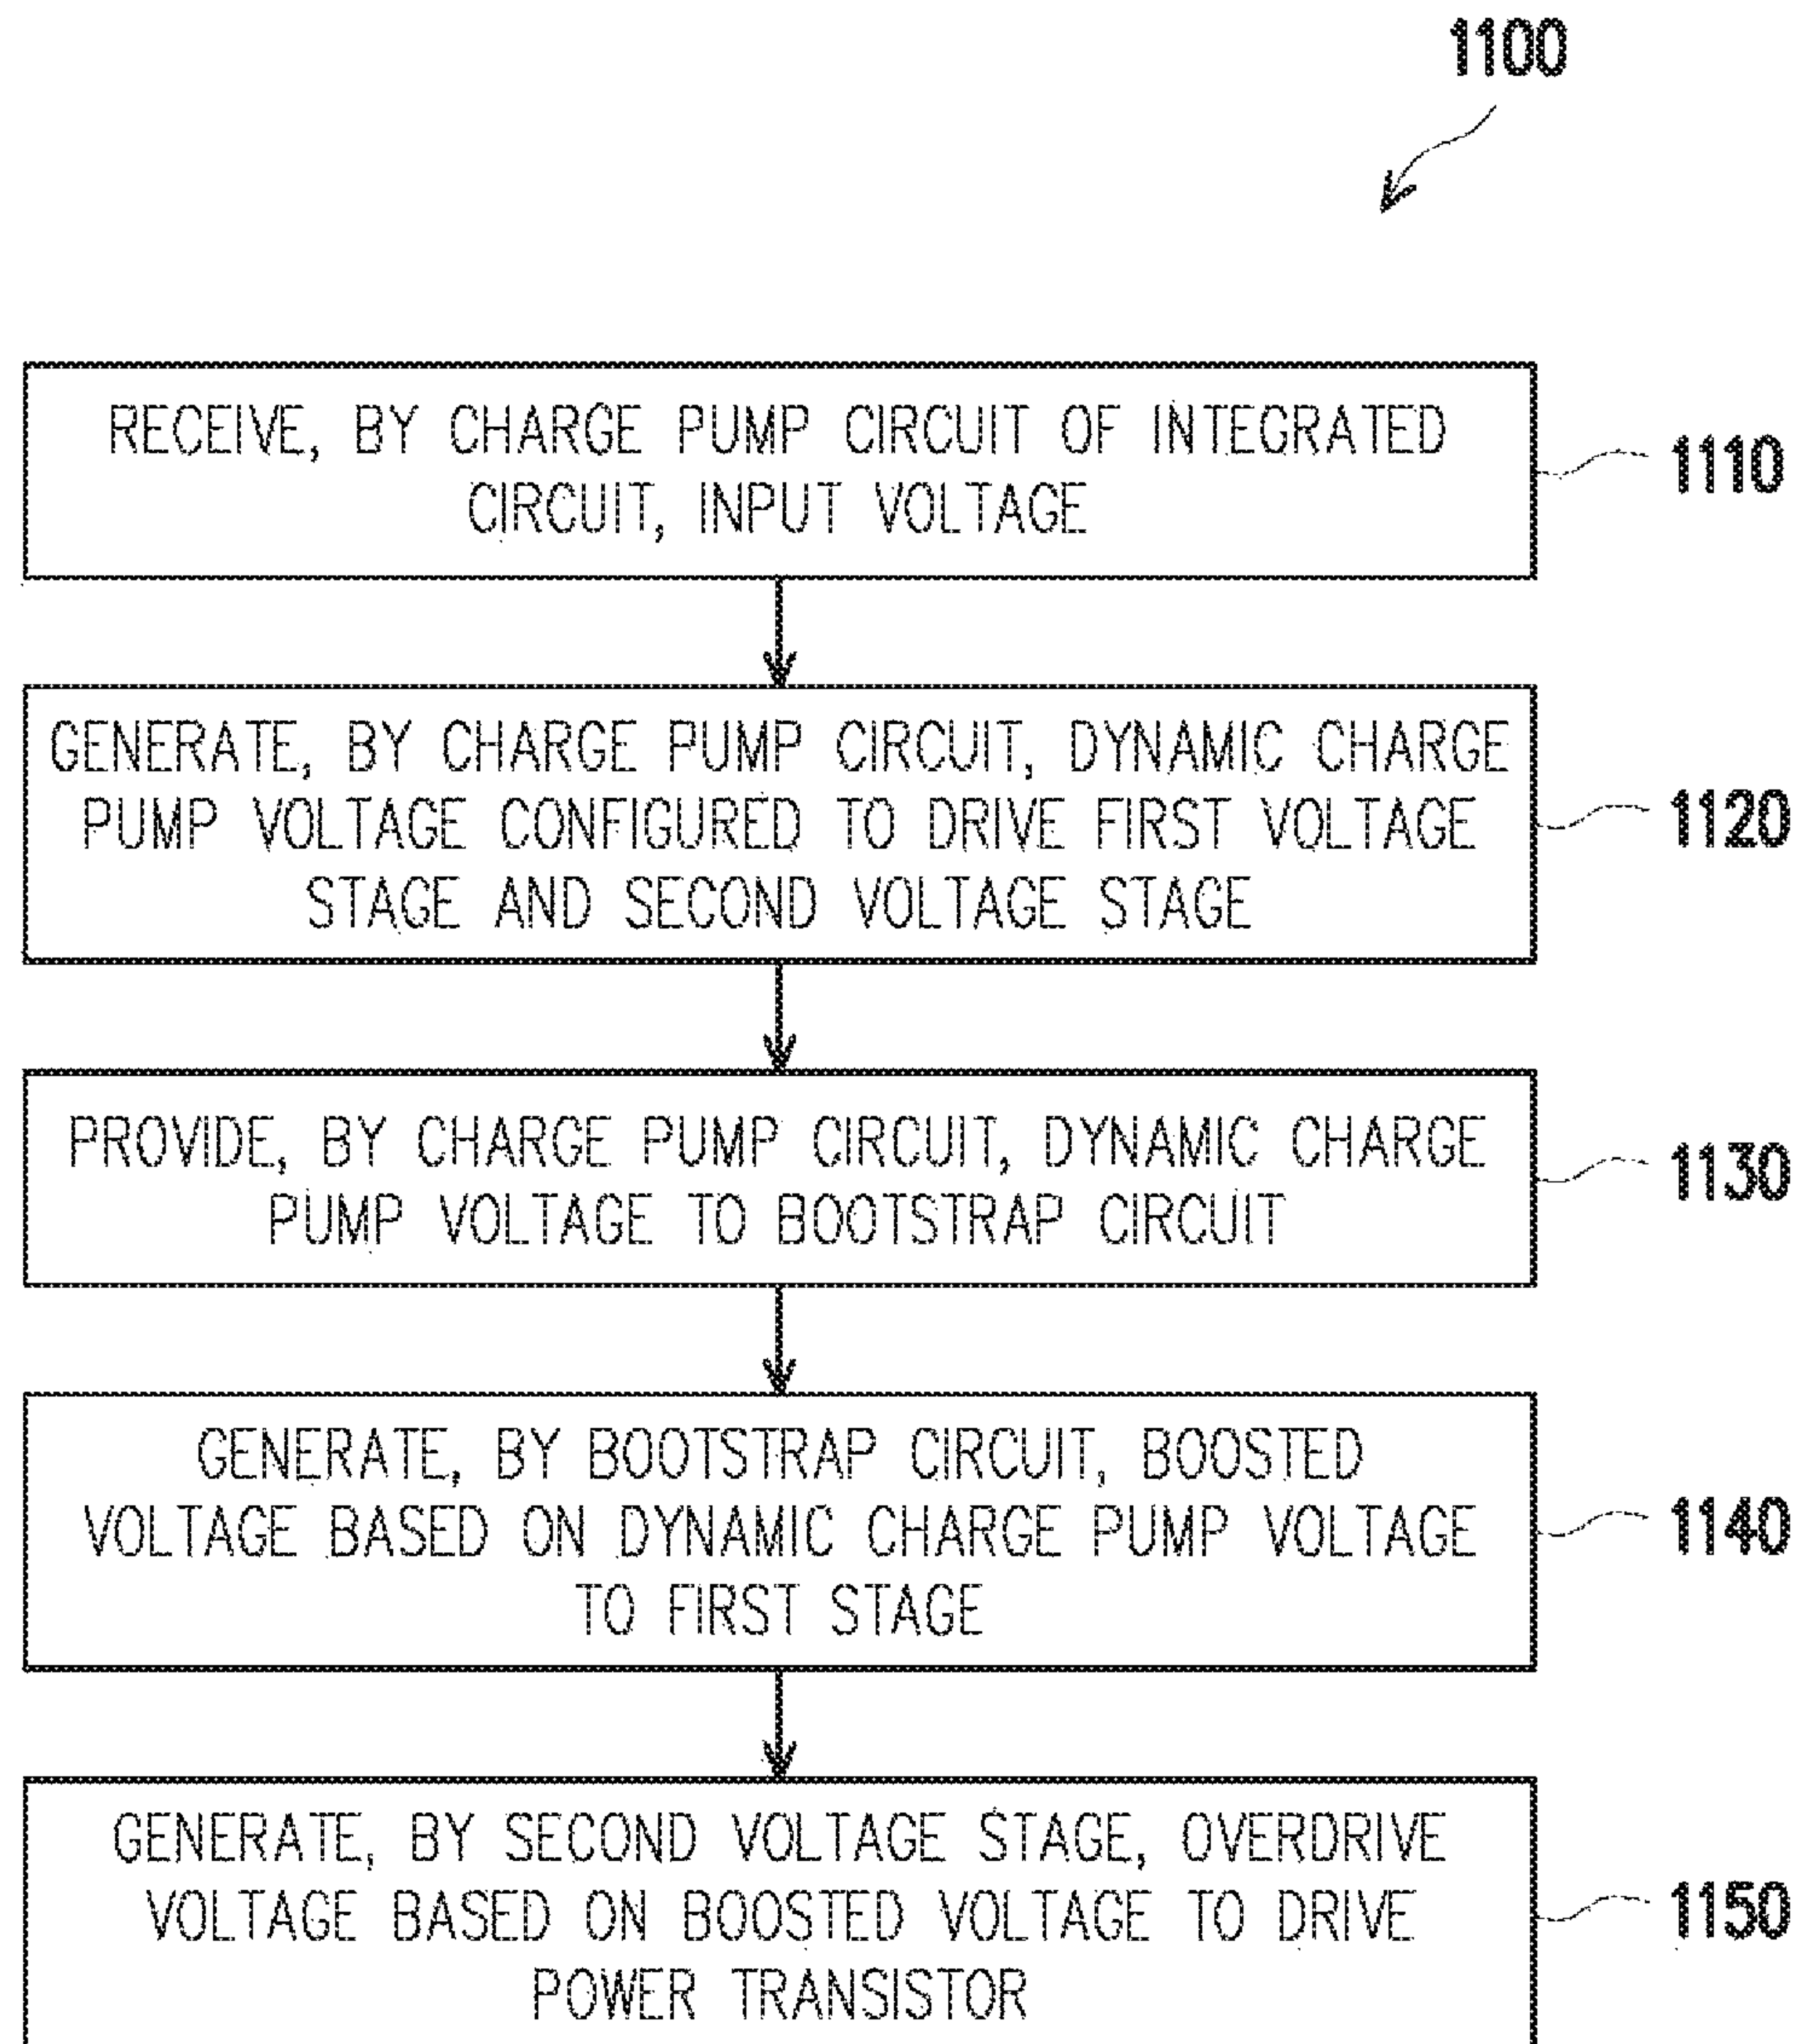 1100
RECEIVE, BY CHARGE PUMP CIRCUIT OF INTEGRATED
CIRCUIT, INPUT VOLTAGE
1110
GENERATE, BY CHARGE PUMP CIRCUIT, DYNAMIC CHARGE
PUMP VOLTAGE CONFIGURED TO DRIVE FIRST VOLTAGE
STAGE AND SECOND VOLTAGE STAGE
1120
PROVIDE, BY CHARGE PUMP CIRCUIT, DYNAMIC CHARGE
PUMP VOLTAGE TO BOOTSTRAP CIRCUIT
1130
GENERATE, BY BOOTSTRAP CIRCUIT, BOOSTED
VOLTAGE BASED ON DYNAMIC CHARGE PUMP VOLTAGE
TO FIRST STAGE
1140
GENERATE, BY SECOND VOLTAGE STAGE, OVERDRIVE
VOLTAGE BASED ON BOOSTED VOLTAGE TO DRIVE
POWER TRANSISTOR
1150